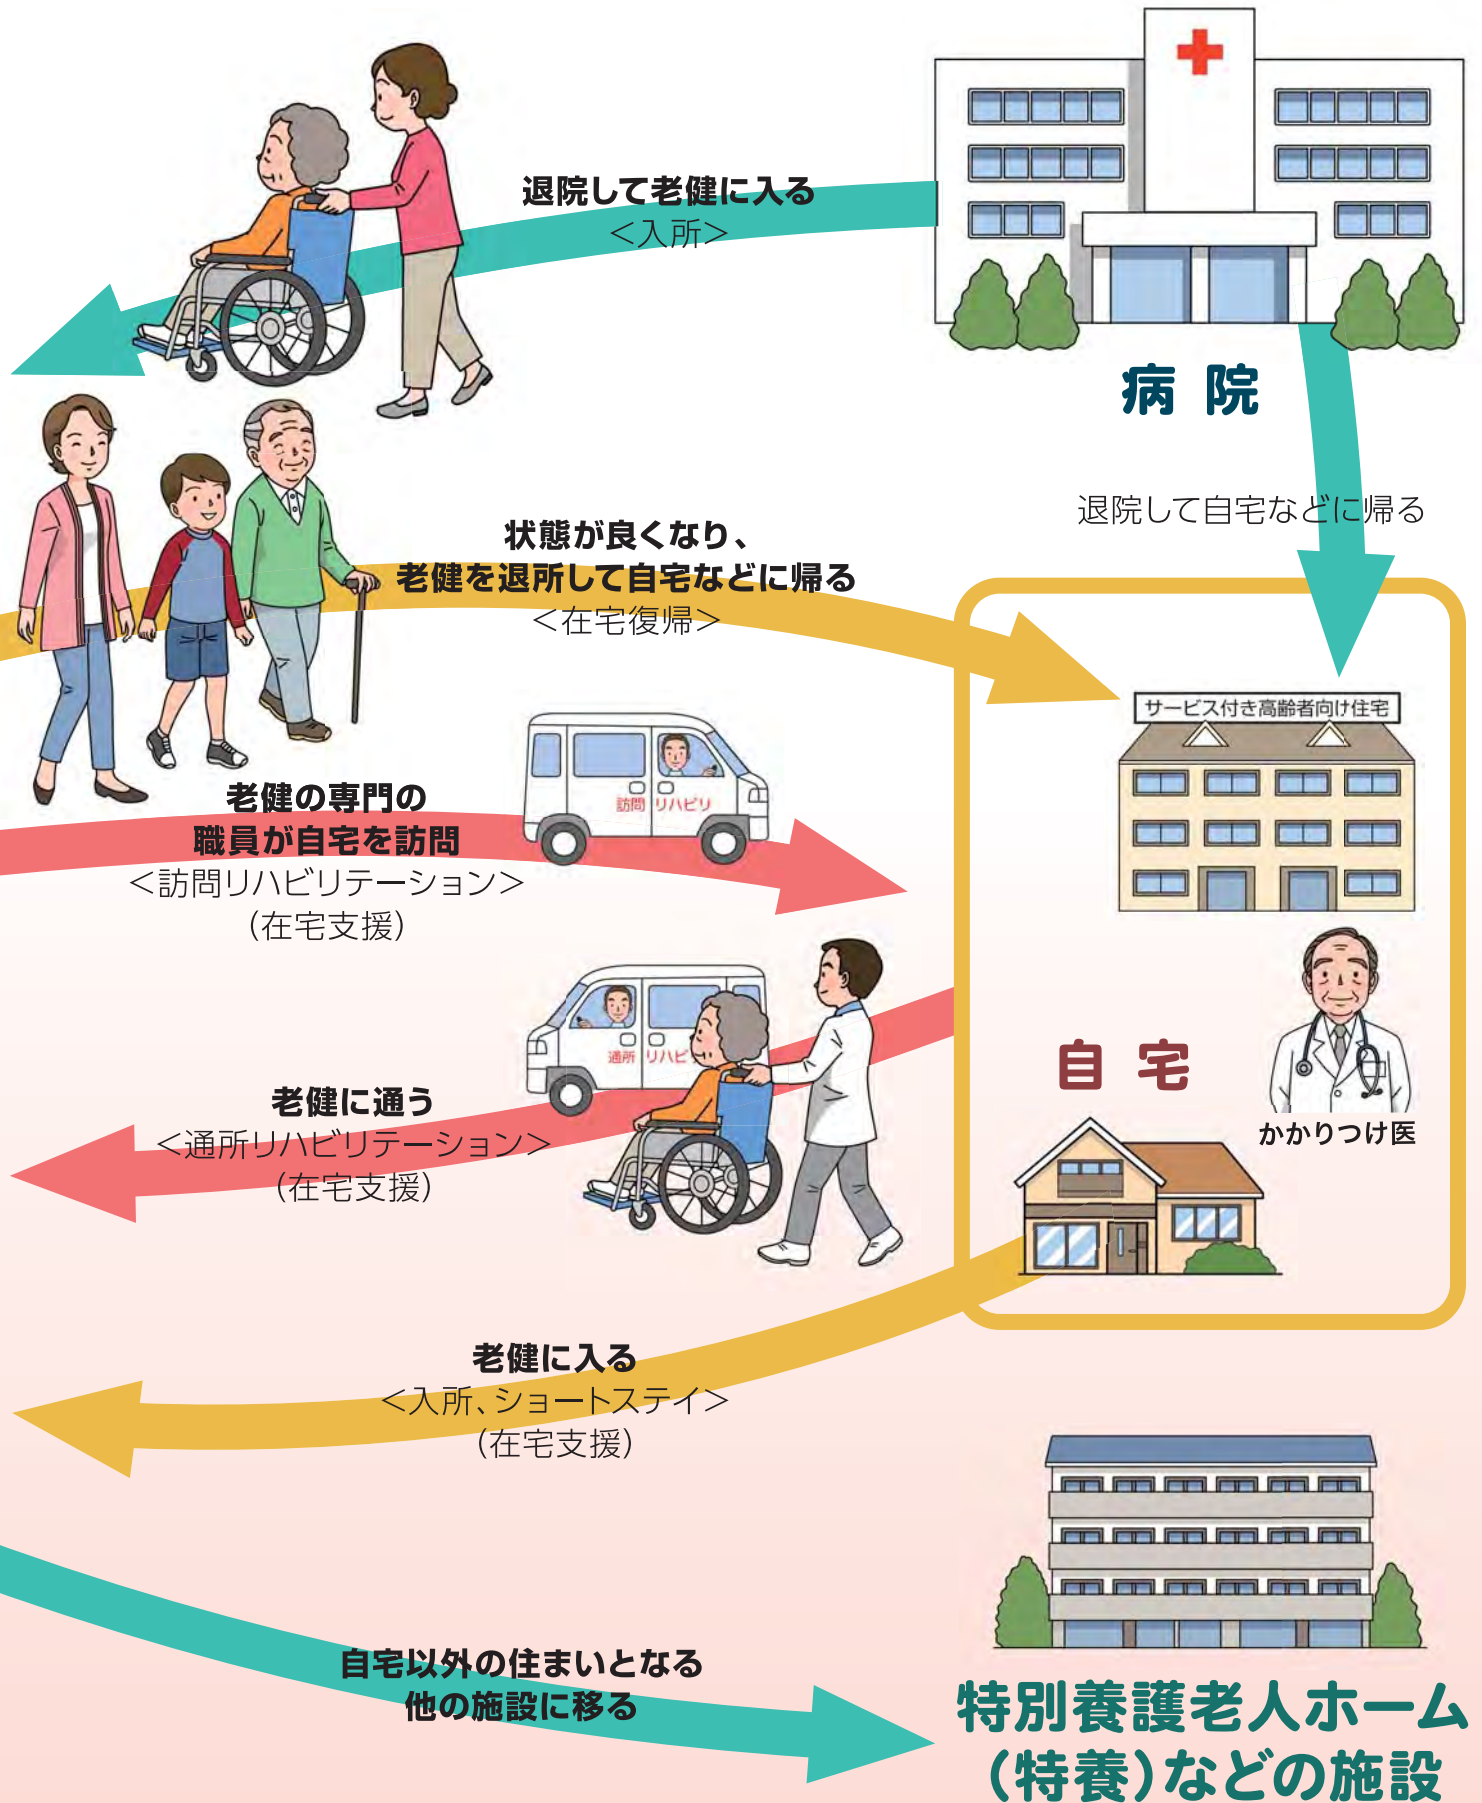 退院して老健に入る
＜入所＞
病院
退院して自宅などに帰る
状態が良くなり、
老健を退所して自宅などに帰る
＜在宅復帰＞
サービス付き高齢者向け住宅
訪問リハビリ
老健の専門の
職員が自宅を訪問
＜訪問リハビリテーション＞
（在宅支援）
通所リハビ
自宅
かかりつけ医
老健に通う
＜通所リハビリテーション＞
（在宅支援）
老健に入る
＜入所、ショートステイ＞
（在宅支援）
自宅以外の住まいとなる
他の施設に移る
特別養護老人ホーム
（特養）などの施設